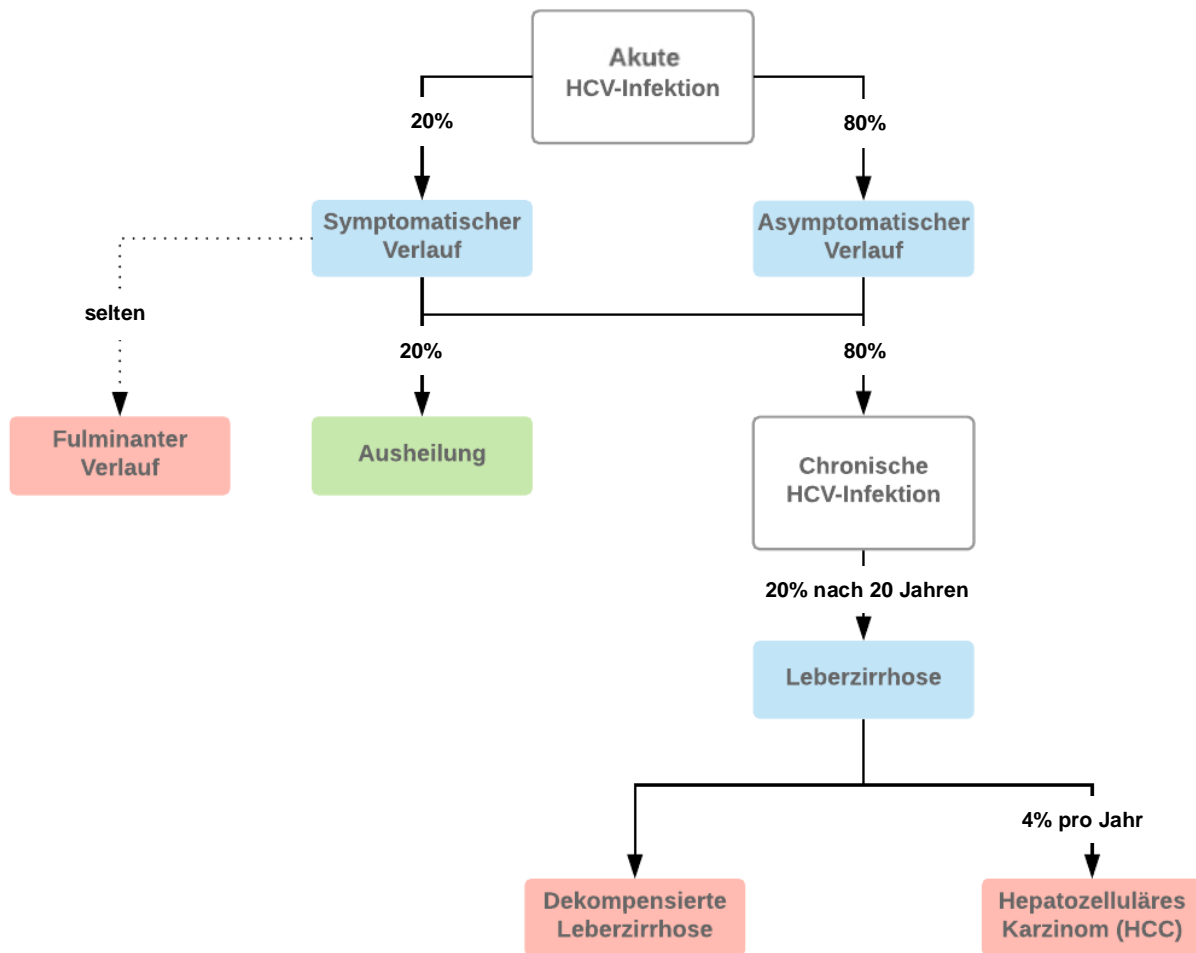 Akute
HCV-Infektion
20%
80%
Symptomatischer
Verlauf
Asymptomatischer
Verlauf
selten
20%
80%
Fulminanter
Verlauf
Ausheilung
Chronische
HCV-Infektion
20% nach 20 Jahren
Leberzirrhose
4% pro Jahr
Dekompensierte
Leberzirrhose
Hepatozelluläres
Karzinom (HCC)